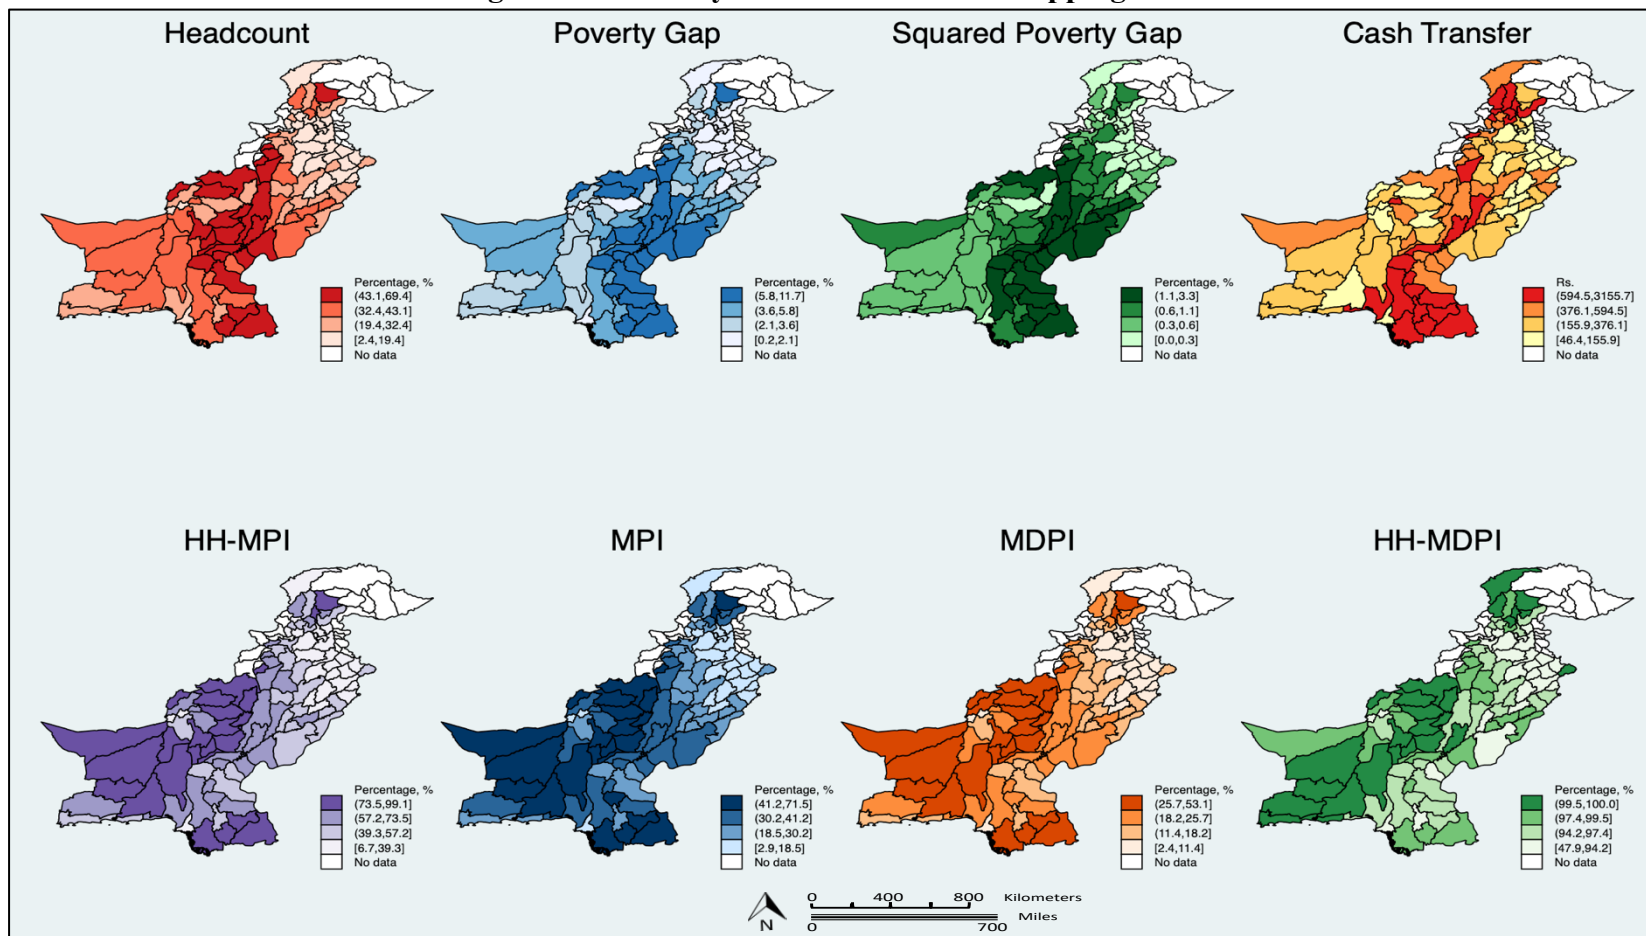 Headcount
Poverty Gap
Squared Poverty Gap
Cash Transfer
Percentage, %
(43.1,69.4]
(32.4,43.1]
(19.4,32.4]
[2.4,19.4]
No data
Percentage, %
(5.8,11.7]
(3.6,5.8]
(2.1,3.6]
[0.2,2.1]
No data
Percentage, %
(1.1,3.3]
(0.6,1.1]
(0.3,0.6]
[0.0,0.3]
No data
Rs.
(594.5,3155.7]
(376.1,594.5]
(155.9,376.1]
[46.4,155.9]
No data
HH-MPI
MPI
MDPI
HH-MDPI
Percentage, %
(73.5,99.1]
(57.2,73.5]
(39.3,57.2]
[6.7,39.3]
No data
Percentage, %
(41.2,71.5]
(30.2,41.2]
(18.5,30.2]
[2.9,18.5]
No data
Percentage, %
(25.7,53.1]
(18.2,25.7]
(11.4,18.2]
[2.4,11.4]
No data
Percentage, %
(99.5,100.0]
(97.4,99.5]
(94.2,97.4]
[47.9,94.2]
No data
N
0 400 800 Kilometers
Miles
0 700